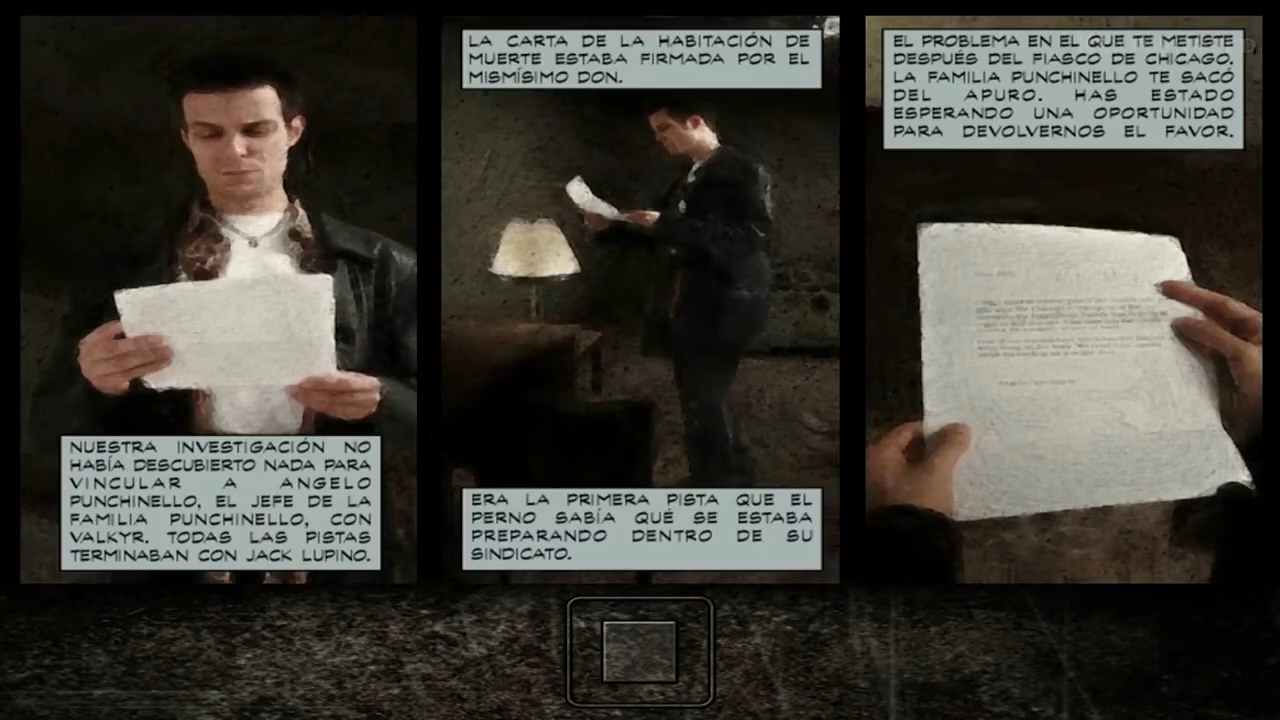 NUESTRA INVESTIGACIÓN NO
HABÍA DESCUBIERTO NADA PARA
VINCULAR A ANGELO
PUNCHINELLO, EL JEFE DE LA
FAMILIA PUNCHINELLO, CON
VALKYR. TODAS LAS PISTAS
TERMINABAN CON JACK LUPINO.
LA CARTA DE LA HABITACIÓN DE
MUERTE ESTABA FIRMADA POR EL
MISMÍSIMO DON.
ERA LA PRIMERA PISTA QUE EL
PERNO SABÍA QUÉ SE ESTABA
PREPARANDO DENTRO DE SU
SINDICATO.
EL PROBLEMA EN EL QUE TE METISTE
DESPUÉS DEL FIASCO DE CHICAGO.
LA FAMILIA PUNCHINELLO TE SACÓ
DEL APURO. HAS ESTADO
ESPERANDO UNA OPORTUNIDAD
PARA DEVOLVERNOS EL FAVOR.